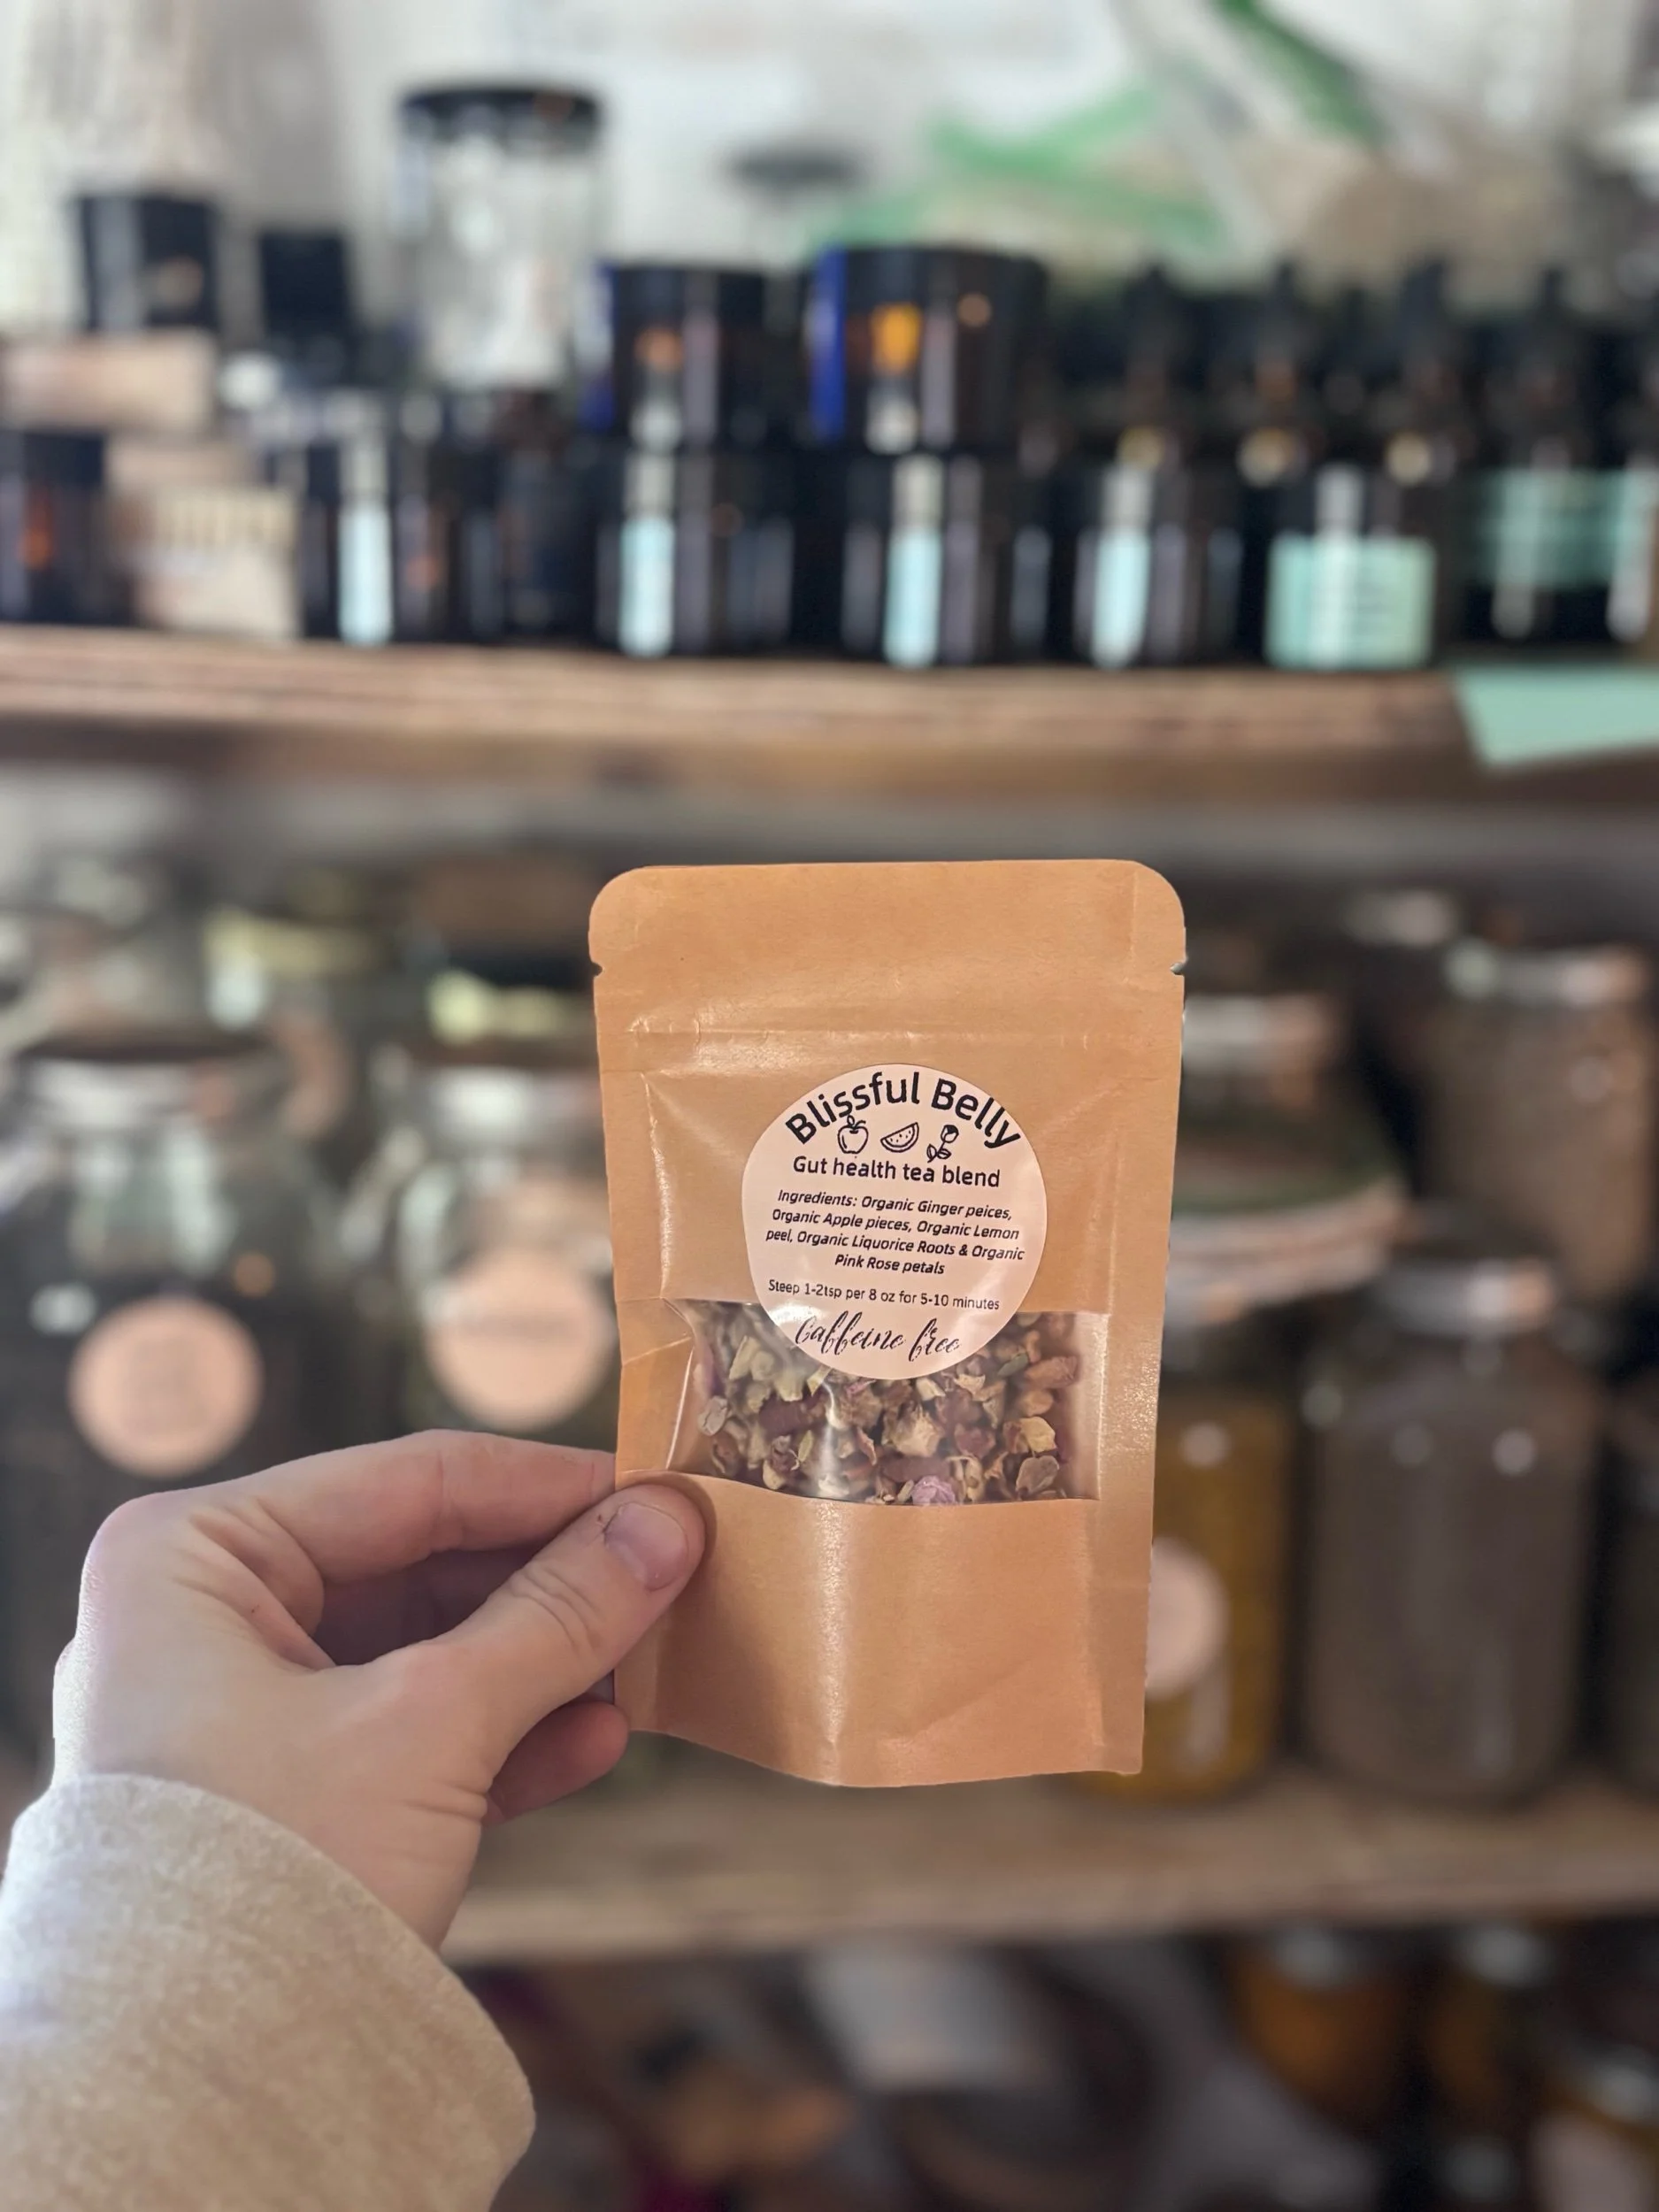 Blissful Belly
Gut health tea blend
Ingredients: Organic Ginger peices,
Organic Apple pieces, Organic Lemon
peel, Organic Liquorice Roots & Organic
Pink Rose petals
Steep 1-2tsp per 8 oz for 5-10 minutes
Caffeine free